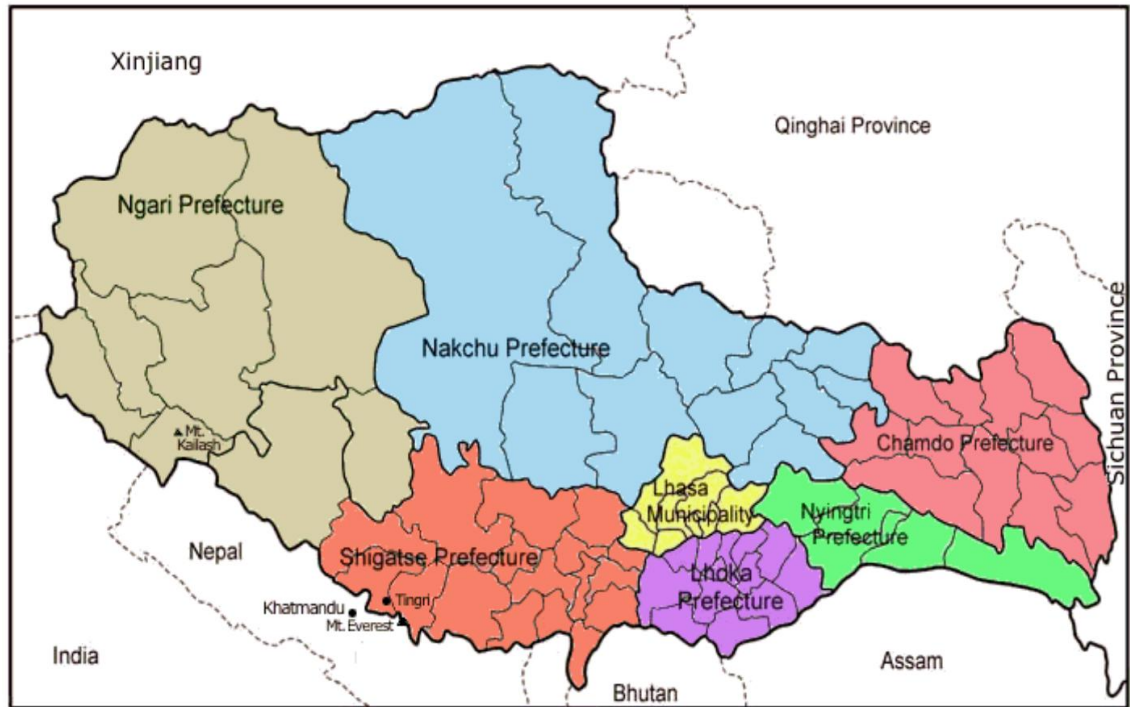 Xinjiang
Qinghai Province
Ngari Prefecture
Sichuan Province
Nakchu Prefecture
Mt.
Kailash
Chamdo Prefecture
Lhasa
Municipality
Nyingtri
Prefecture
Nepal
Shigatse Prefecture
Lhoka
Prefecture
Tingri
Khatmandu
Mt. Everest
India
Assam
Bhutan